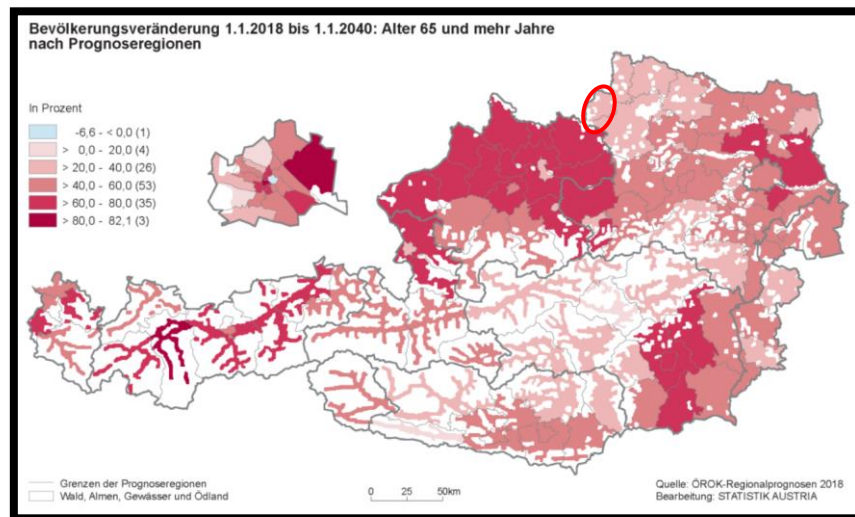 Bevölkerungsveränderung 1.1.2018 bis 1.1.2040: Alter 65 und mehr Jahre
nach Prognoseregionen
In Prozent
-6,6 - < 0,0 (1)
> 0,0 - 20,0 (4)
> 20,0 - 40,0 (26)
> 40,0 - 60,0 (53)
> 60,0 - 80,0 (35)
> 80,0 - 82,1 (3)
Grenzen der Prognoseregionen
Wald, Almen, Gewässer und Ödland
0 25 50km
Quelle: ÖROK-Regionalprognosen 2018
Bearbeitung: STATISTIK AUSTRIA